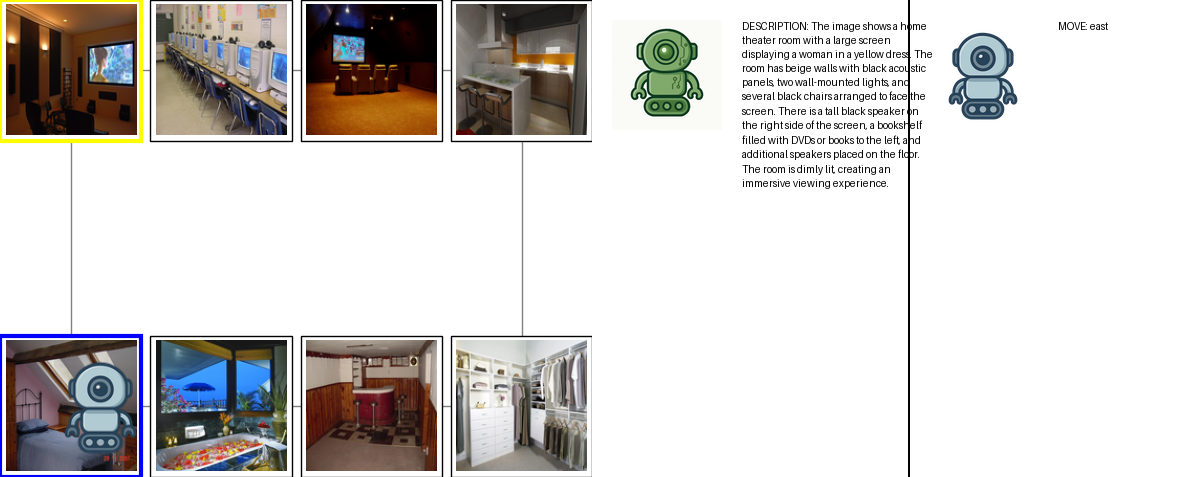 DESCRIPTION: The image shows a home
theater room with a large screen
displaying a woman in a yellow dress. The
room has beige walls with black acoustic
panels, two wall-mounted lights, and
several black chairs arranged to face the
screen. There is a tall black speaker on
the right side of the screen, a bookshelf
filled with DVDs or books to the left, and
additional speakers placed on the floor.
The room is dimly lit, creating an
immersive viewing experience.
MOVE: east